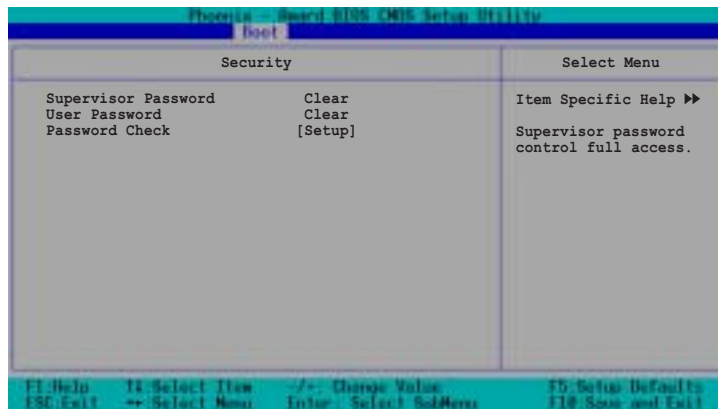 Phoenix - Award BIOS CMOS Setup Utility
Boot
Security
Select Menu
Supervisor Password Clear
User Password Clear
Password Check [Setup]
Item Specific Help ▶▶
Supervisor password
control full access.
F1:Help ↑↓:Select Item -/+: Change Value F5:Setup Defaults
ESC:Exit ↔:Select Menu Enter: Select SubMenu F10:Save and Exit